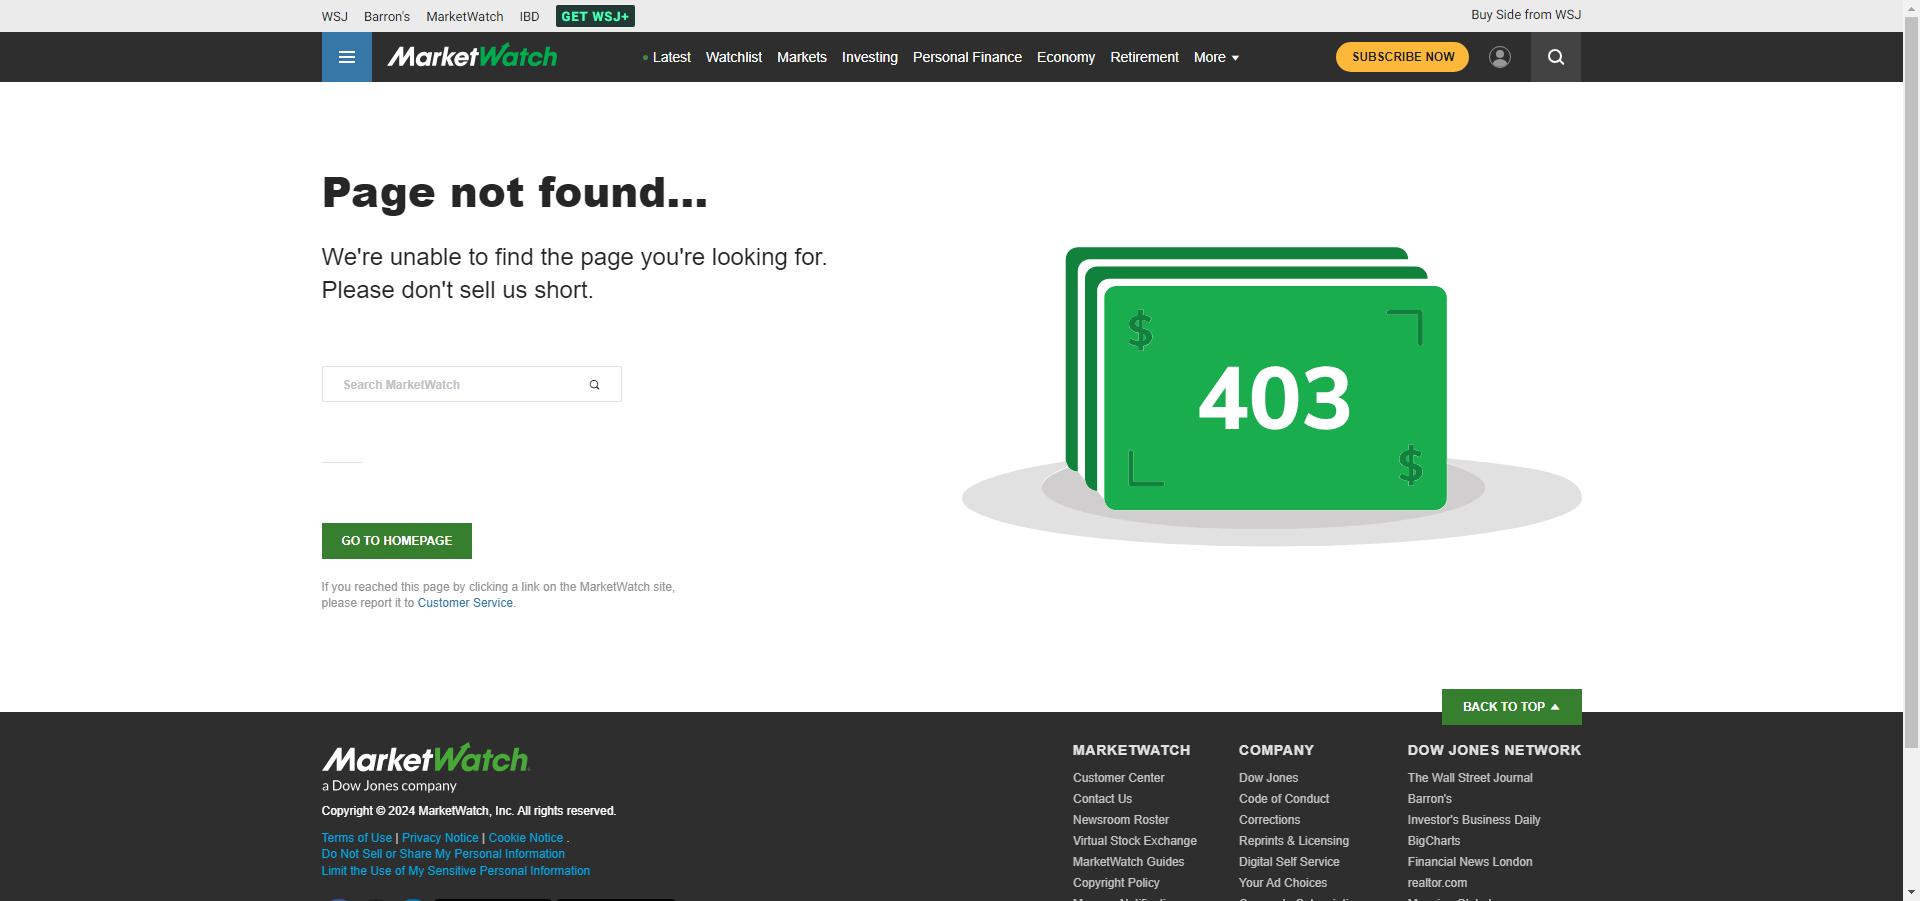 WSJ Barron's MarketWatch IBD GET WSJ+ Buy Side from WSJ
MarketWatch Latest Watchlist Markets Investing Personal Finance Economy Retirement More SUBSCRIBE NOW
Page not found...
We're unable to find the page you're looking for.
Please don't sell us short.
Search MarketWatch
GO TO HOMEPAGE
If you reached this page by clicking a link on the MarketWatch site,
please report it to Customer Service.
$
403
$
BACK TO TOP
MarketWatch
a Dow Jones company
Copyright © 2024 MarketWatch, Inc. All rights reserved.
Terms of Use | Privacy Notice | Cookie Notice .
Do Not Sell or Share My Personal Information
Limit the Use of My Sensitive Personal Information
MARKETWATCH
Customer Center
Contact Us
Newsroom Roster
Virtual Stock Exchange
MarketWatch Guides
Copyright Policy
COMPANY
Dow Jones
Code of Conduct
Corrections
Reprints & Licensing
Digital Self Service
Your Ad Choices
DOW JONES NETWORK
The Wall Street Journal
Barron's
Investor's Business Daily
BigCharts
Financial News London
realtor.com